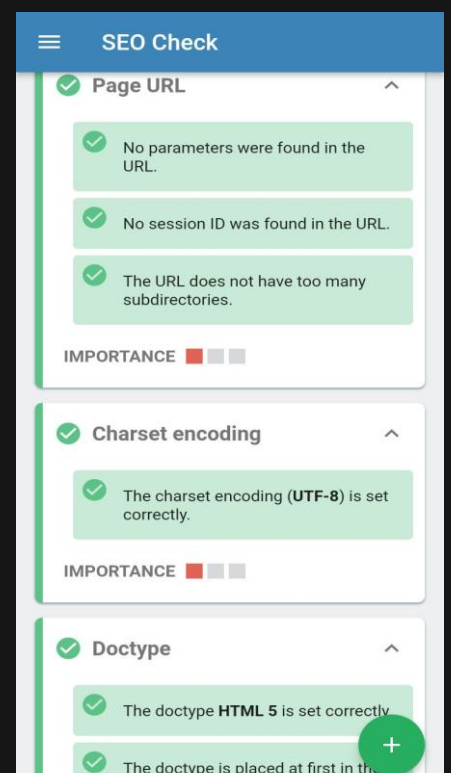 SEO Check
Page URL
No parameters were found in the
URL.
No session ID was found in the URL.
The URL does not have too many
subdirectories.
IMPORTANCE
Charset encoding
The charset encoding (UTF-8) is set
correctly.
IMPORTANCE
Doctype
The doctype HTML 5 is set correctly
The doctype is placed at first in